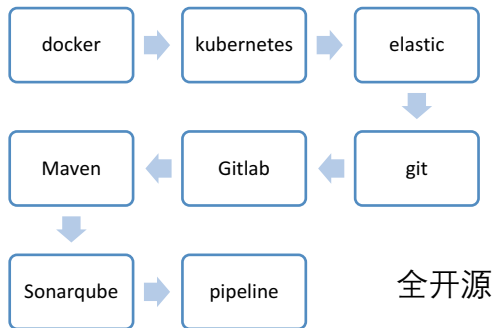 docker
kubernetes
elastic
git
Gitlab
Maven
Sonarqube
pipeline
全开源